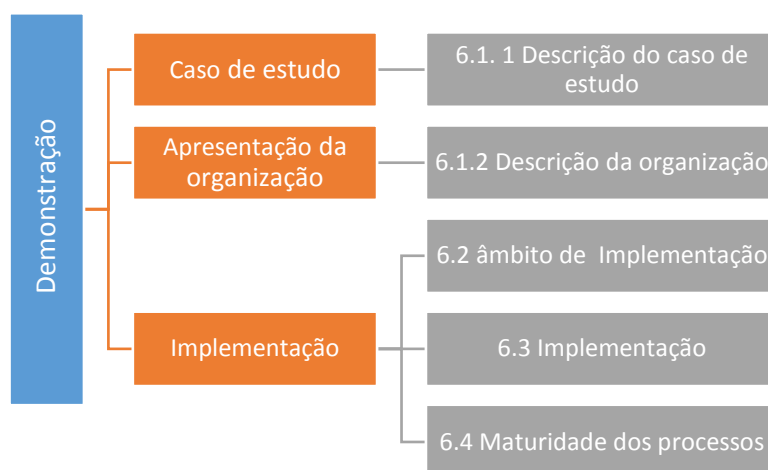 Demonstração
Caso de estudo
6.1. 1 Descrição do caso de
estudo
Apresentação da
organização
6.1.2 Descrição da organização
Implementação
6.2 âmbito de Implementação
6.3 Implementação
6.4 Maturidade dos processos